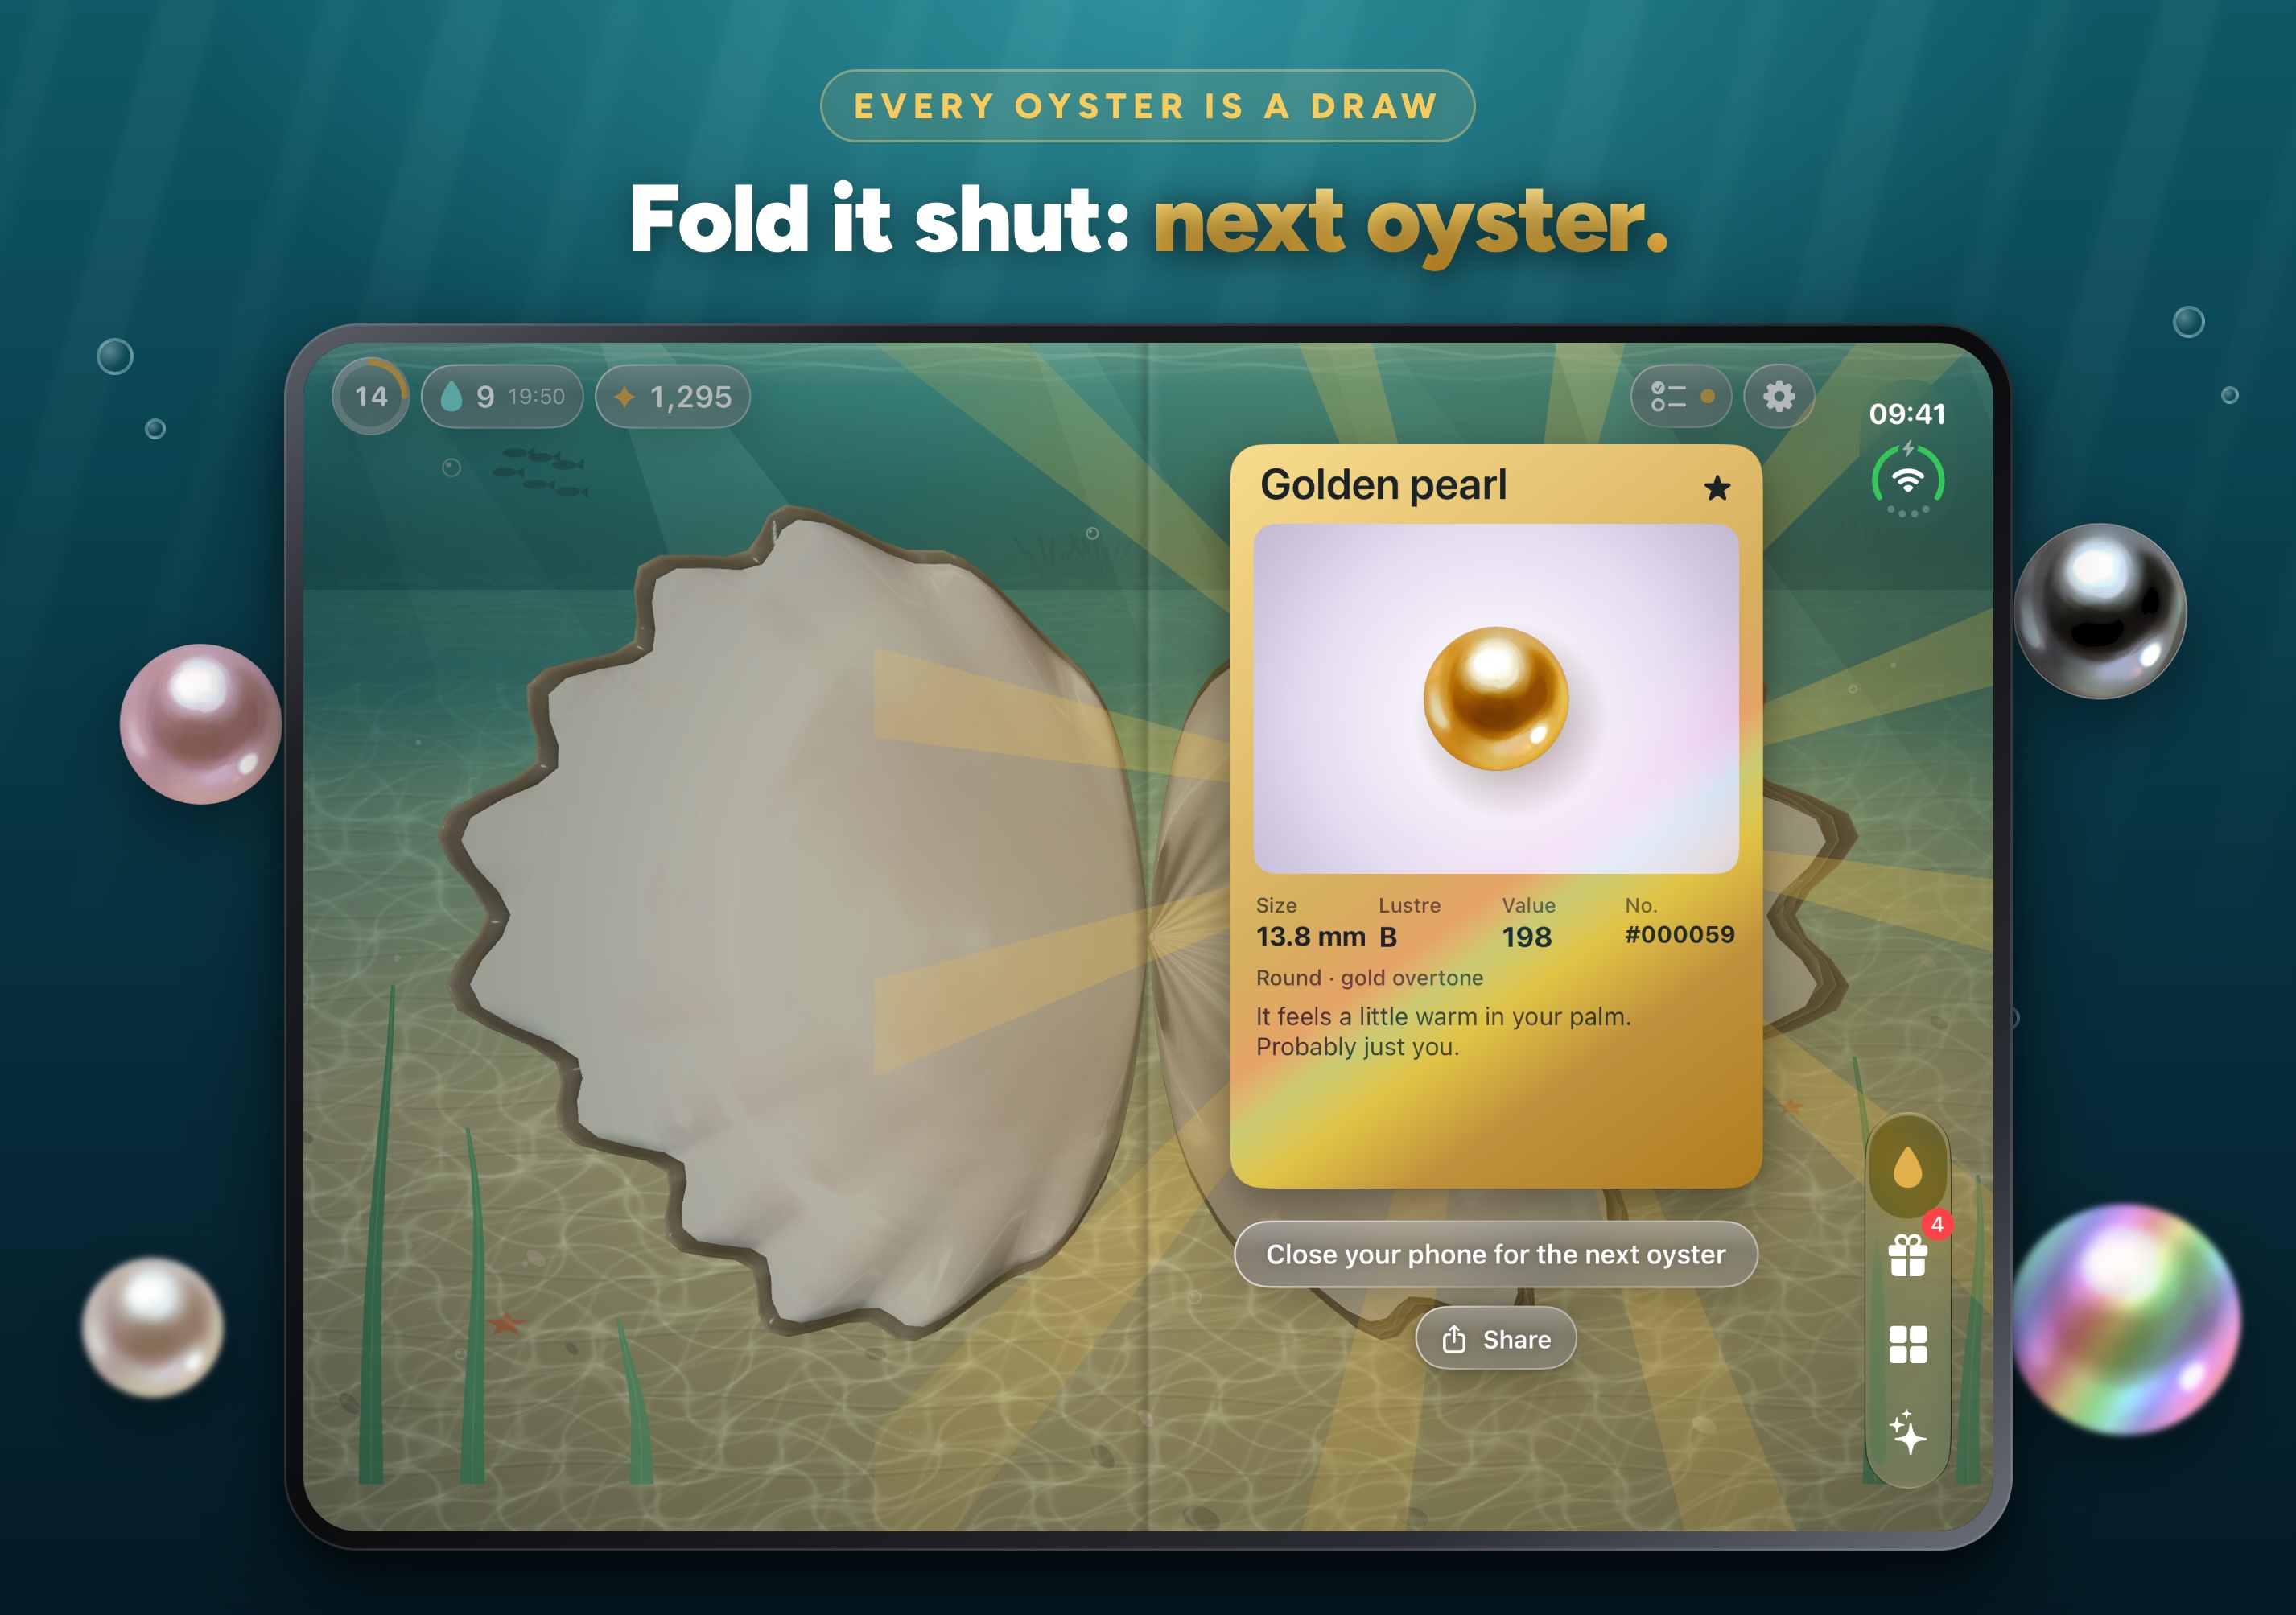 EVERY OYSTER IS A DRAW
Fold it shut: next oyster.
14
9 19:50
1,295
09:41
Golden pearl
Size Lustre Value No.
13.8 mm B 198 #000059
Round · gold overtone
It feels a little warm in your palm.
Probably just you.
4
Close your phone for the next oyster
Share